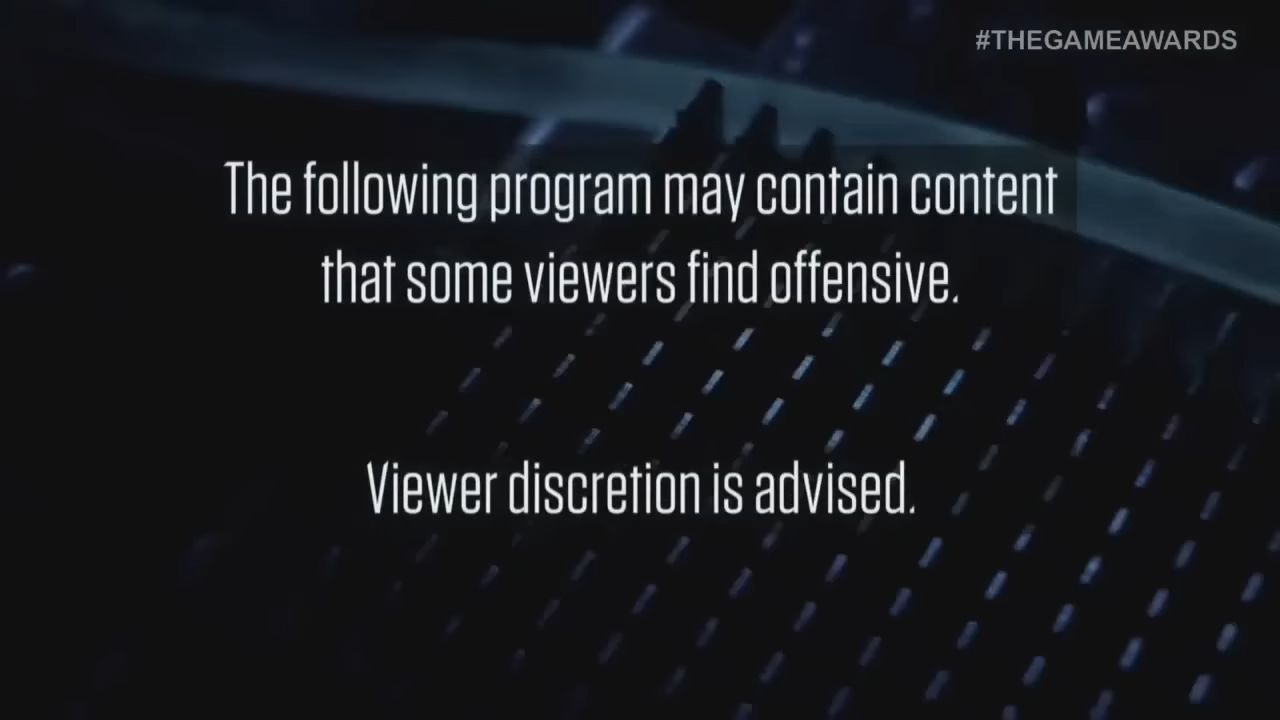 #THEGAMEAWARDS
The following program may contain content
that some viewers find offensive.
Viewer discretion is advised.